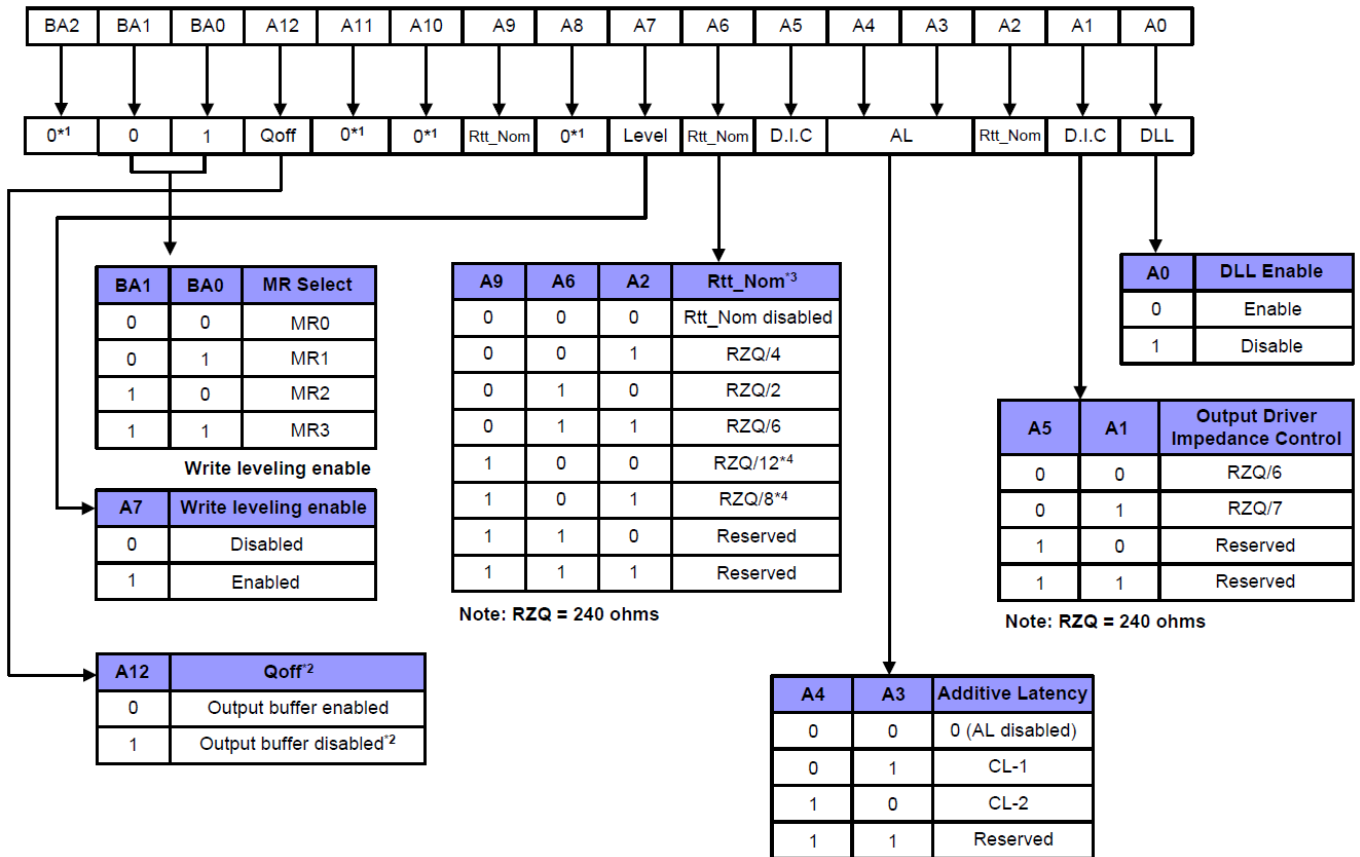 BA2 BA1 BA0 A12 A11 A10 A9 A8 A7 A6 A5 A4 A3 A2 A1 A0
0*1 0 1 Qoff 0*1 0*1 Rtt_Nom 0*1 Level Rtt_Nom D.I.C AL Rtt_Nom D.I.C DLL
BA1 BA0 MR Select
0 0 MR0
0 1 MR1
1 0 MR2
1 1 MR3
Write leveling enable
A7 Write leveling enable
0 Disabled
1 Enabled
A12 Qoff*2
0 Output buffer enabled
1 Output buffer disabled*2
A9 A6 A2 Rtt_Nom*3
0 0 0 Rtt_Nom disabled
0 0 1 RZQ/4
0 1 0 RZQ/2
0 1 1 RZQ/6
1 0 0 RZQ/12*4
1 0 1 RZQ/8*4
1 1 0 Reserved
1 1 1 Reserved
Note: RZQ = 240 ohms
A4 A3 Additive Latency
0 0 0 (AL disabled)
0 1 CL-1
1 0 CL-2
1 1 Reserved
A0 DLL Enable
0 Enable
1 Disable
A5 A1 Output Driver
Impedance Control
0 0 RZQ/6
0 1 RZQ/7
1 0 Reserved
1 1 Reserved
Note: RZQ = 240 ohms